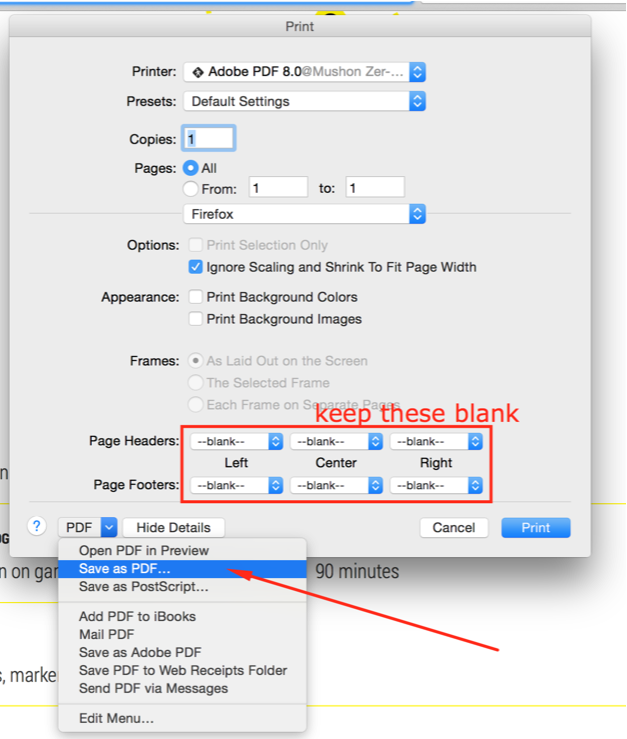 Print
Printer: Adobe PDF 8.0@Mushon Zer-...
Presets: Default Settings
Copies: 1
Pages: All
From: 1 to: 1
Firefox
Options: Print Selection Only
Ignore Scaling and Shrink To Fit Page Width
Appearance: Print Background Colors
Print Background Images
Frames: As Laid Out on the Screen
The Selected Frame
Each Frame on Separate Pages
keep these blank
Page Headers: --blank-- --blank-- --blank--
Left Center Right
Page Footers: --blank-- --blank-- --blank--
? PDF Hide Details Cancel Print
Open PDF in Preview
Save as PDF...
90 minutes
Save as PostScript...
Add PDF to iBooks
Mail PDF
Save as Adobe PDF
Save PDF to Web Receipts Folder
Send PDF via Messages
Edit Menu...